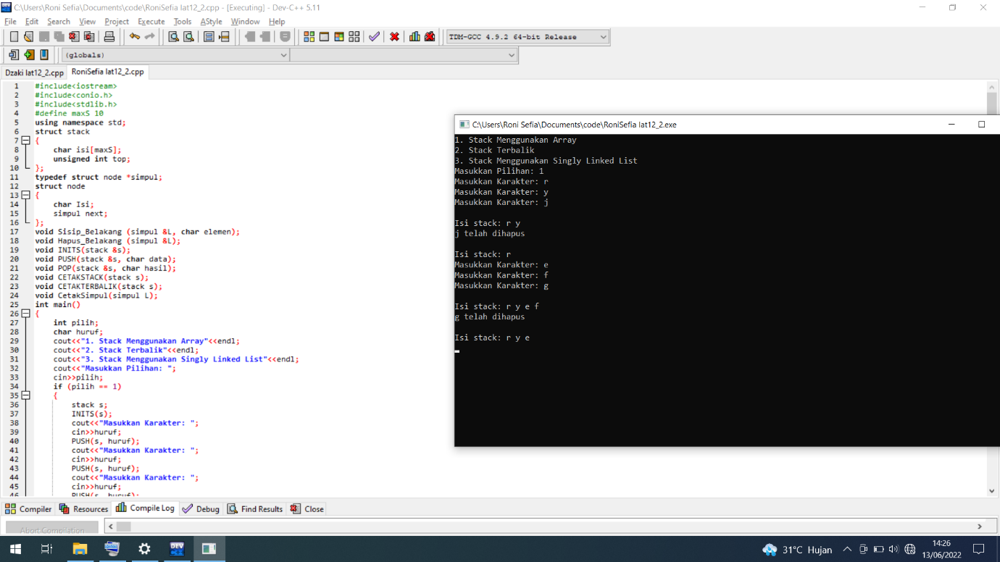 C:\Users\Roni Sefia\Documents\code\RoniSefia lat12_2.cpp - [Executing] - Dev-C++ 5.11
File Edit Search View Project Execute Tools AStyle Window Help
TDM-GCC 4.9.2 64-bit Release
(globals)
Dzaki lat12_2.cpp RoniSefia lat12_2.cpp
1 #include<iostream>
2 #include<conio.h>
3 #include<stdlib.h>
4 #define maxS 10
5 using namespace std;
6 struct stack
7 {
8 char isi[maxS];
9 unsigned int top;
10 };
11 typedef struct node *simpul;
12 struct node
13 {
14 char Isi;
15 simpul next;
16 };
17 void Sisip_Belakang (simpul &L, char elemen);
18 void Hapus_Belakang (simpul &L);
19 void INITS(stack &s);
20 void PUSH(stack &s, char data);
21 void POP(stack &s, char hasil);
22 void CETAKSTACK(stack s);
23 void CETAKTERBALIK(stack s);
24 void CetakSimpul(simpul L);
25 int main()
26 {
27 int pilih;
28 char huruf;
29 cout<<"1. Stack Menggunakan Array"<<endl;
30 cout<<"2. Stack Terbalik"<<endl;
31 cout<<"3. Stack Menggunakan Singly Linked List"<<endl;
32 cout<<"Masukkan Pilihan: ";
33 cin>>pilih;
34 if (pilih == 1)
35 {
36 stack s;
37 INITS(s);
38 cout<<"Masukkan Karakter: ";
39 cin>>huruf;
40 PUSH(s, huruf);
41 cout<<"Masukkan Karakter: ";
42 cin>>huruf;
43 PUSH(s, huruf);
44 cout<<"Masukkan Karakter: ";
45 cin>>huruf;
46 PUSH(s, huruf);
C:\Users\Roni Sefia\Documents\code\RoniSefia lat12_2.exe
1. Stack Menggunakan Array
2. Stack Terbalik
3. Stack Menggunakan Singly Linked List
Masukkan Pilihan: 1
Masukkan Karakter: r
Masukkan Karakter: y
Masukkan Karakter: j
Isi stack: r y
j telah dihapus
Isi stack: r
Masukkan Karakter: e
Masukkan Karakter: f
Masukkan Karakter: g
Isi stack: r y e f
g telah dihapus
Isi stack: r y e
Compiler Resources Compile Log Debug Find Results Close
Abort Compilation
DEV C++ 31°C Hujan 14:26
13/06/2022